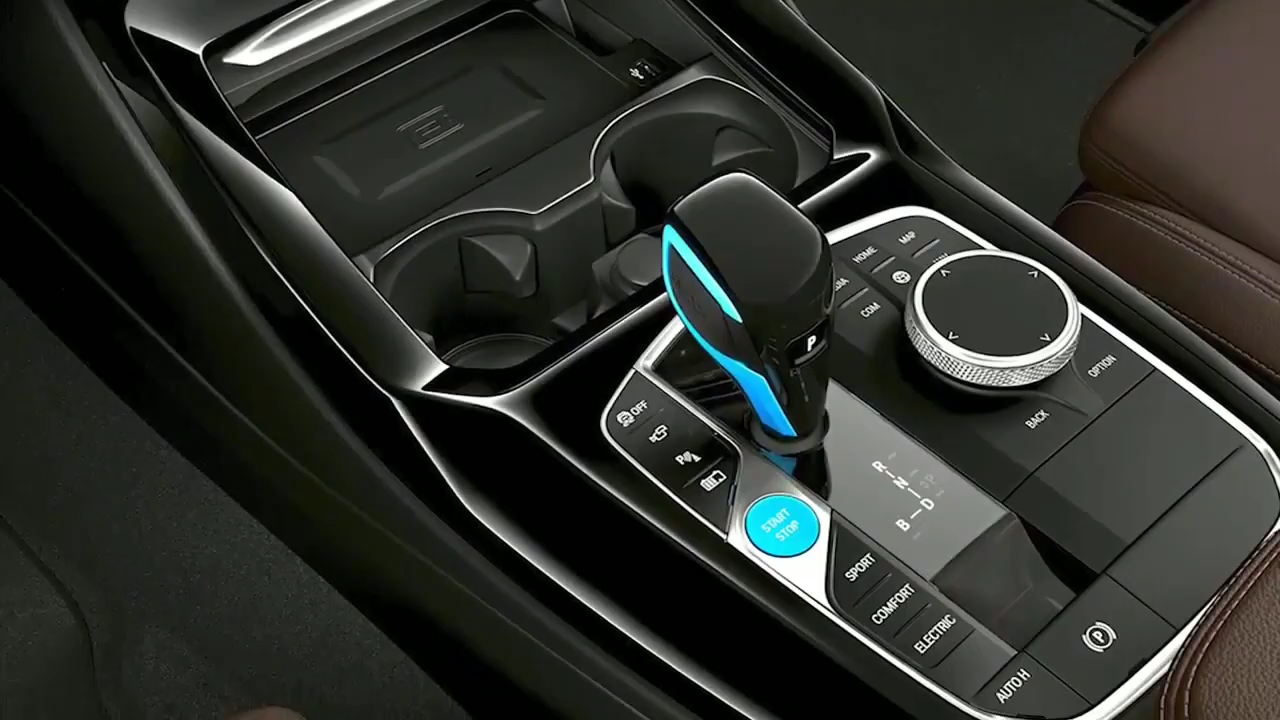 MAP
HOME
COM
OPTION
BACK
P
OFF
P
R
N
P
D
B
START
STOP
SPORT
COMFORT
ELECTRIC
AUTO H
P